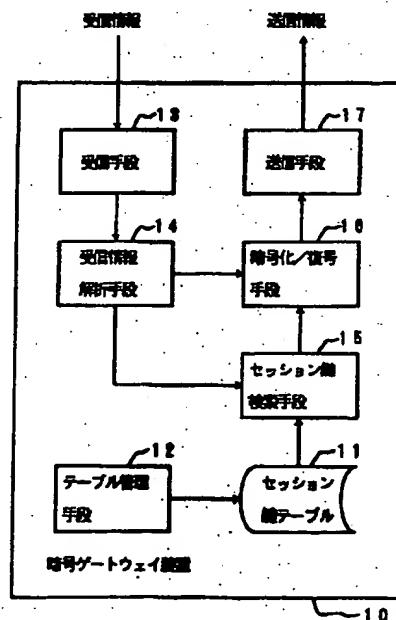 受信情報
送信情報
13
受信手段
17
送信手段
14
受信情報
解析手段
16
暗号化/復号
手段
15
セッション鍵
検索手段
12
テーブル管理
手段
11
セッション
鍵テーブル
暗号ゲートウェイ装置
10